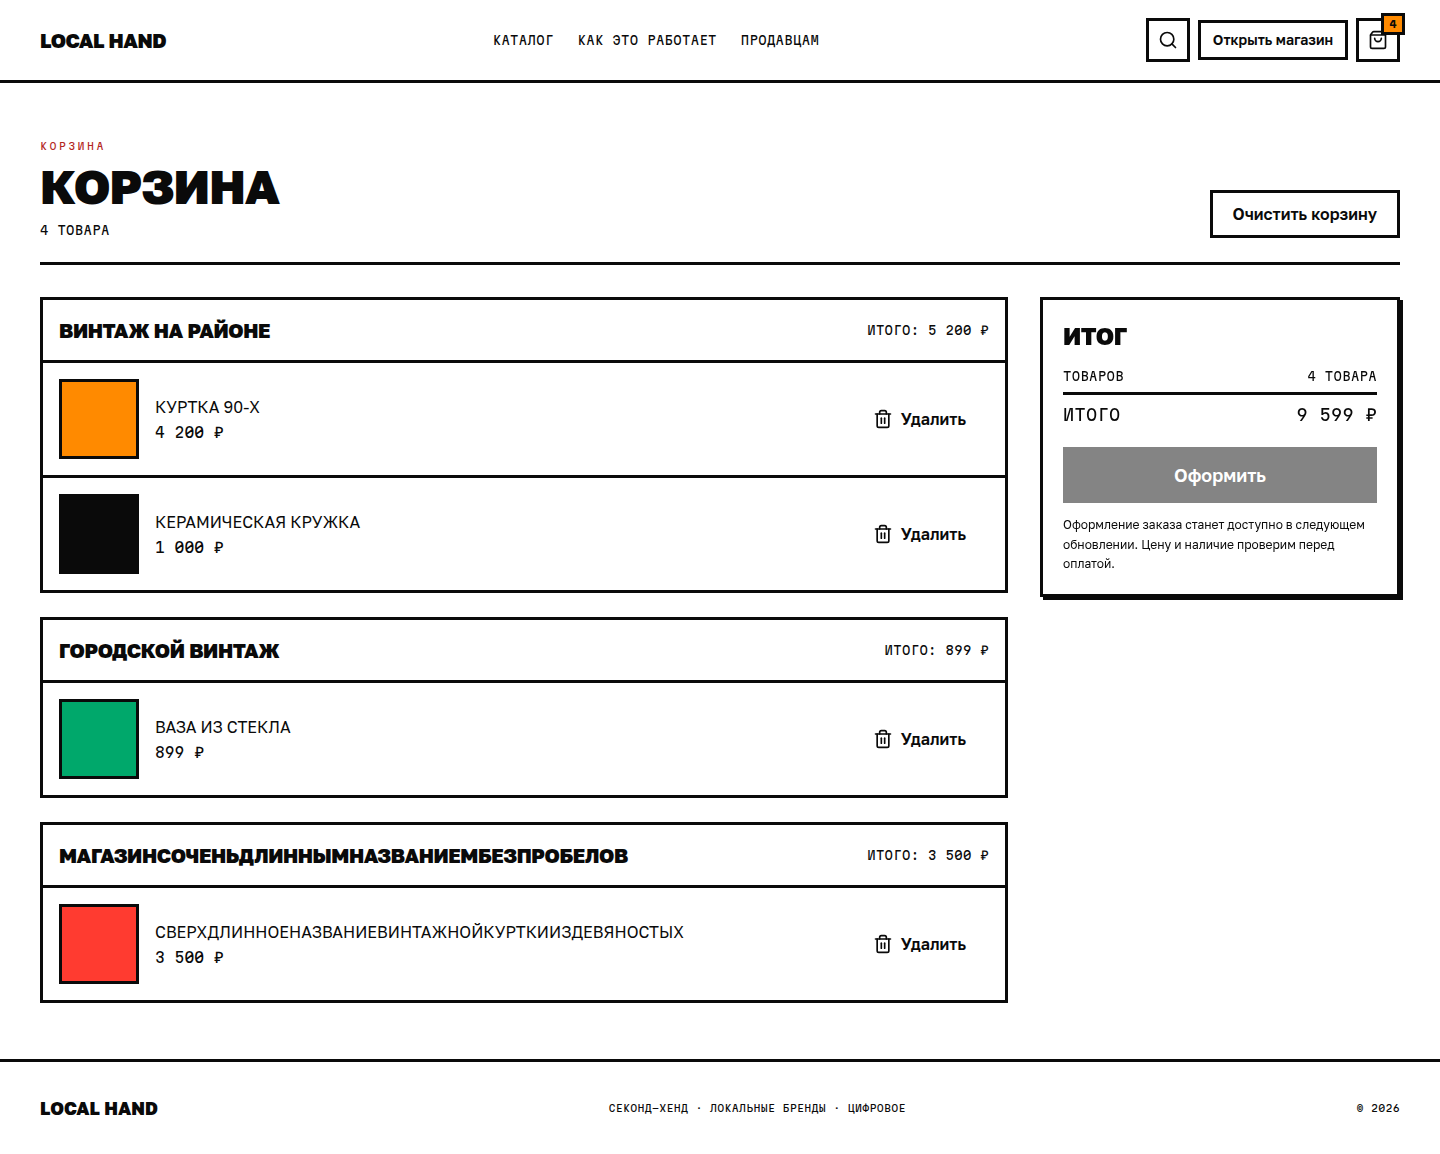 LOCAL HAND
КАТАЛОГ
КАК ЭТО РАБОТАЕТ
ПРОДАВЦАМ
Открыть магазин
4
КОРЗИНА
КОРЗИНА
4 ТОВАРА
Очистить корзину
ВИНТАЖ НА РАЙОНЕ
ИТОГО: 5 200 ₽
КУРТКА 90-Х
4 200 ₽
Удалить
КЕРАМИЧЕСКАЯ КРУЖКА
1 000 ₽
Удалить
ГОРОДСКОЙ ВИНТАЖ
ИТОГО: 899 ₽
ВАЗА ИЗ СТЕКЛА
899 ₽
Удалить
МАГАЗИНСОЧЕНЬДЛИННЫМНАЗВАНИЕМБЕЗПРОБЕЛОВ
ИТОГО: 3 500 ₽
СВЕРХДЛИННОЕНАЗВАНИЕВИНТАЖНОЙКУРТКИИЗДЕВЯНОСТЫХ
3 500 ₽
Удалить
ИТОГ
ТОВАРОВ
4 ТОВАРА
ИТОГО
9 599 ₽
Оформить
Оформление заказа станет доступно в следующем
обновлении. Цену и наличие проверим перед
оплатой.
LOCAL HAND
СЕКОНД-ХЕНД · ЛОКАЛЬНЫЕ БРЕНДЫ · ЦИФРОВОЕ
© 2026